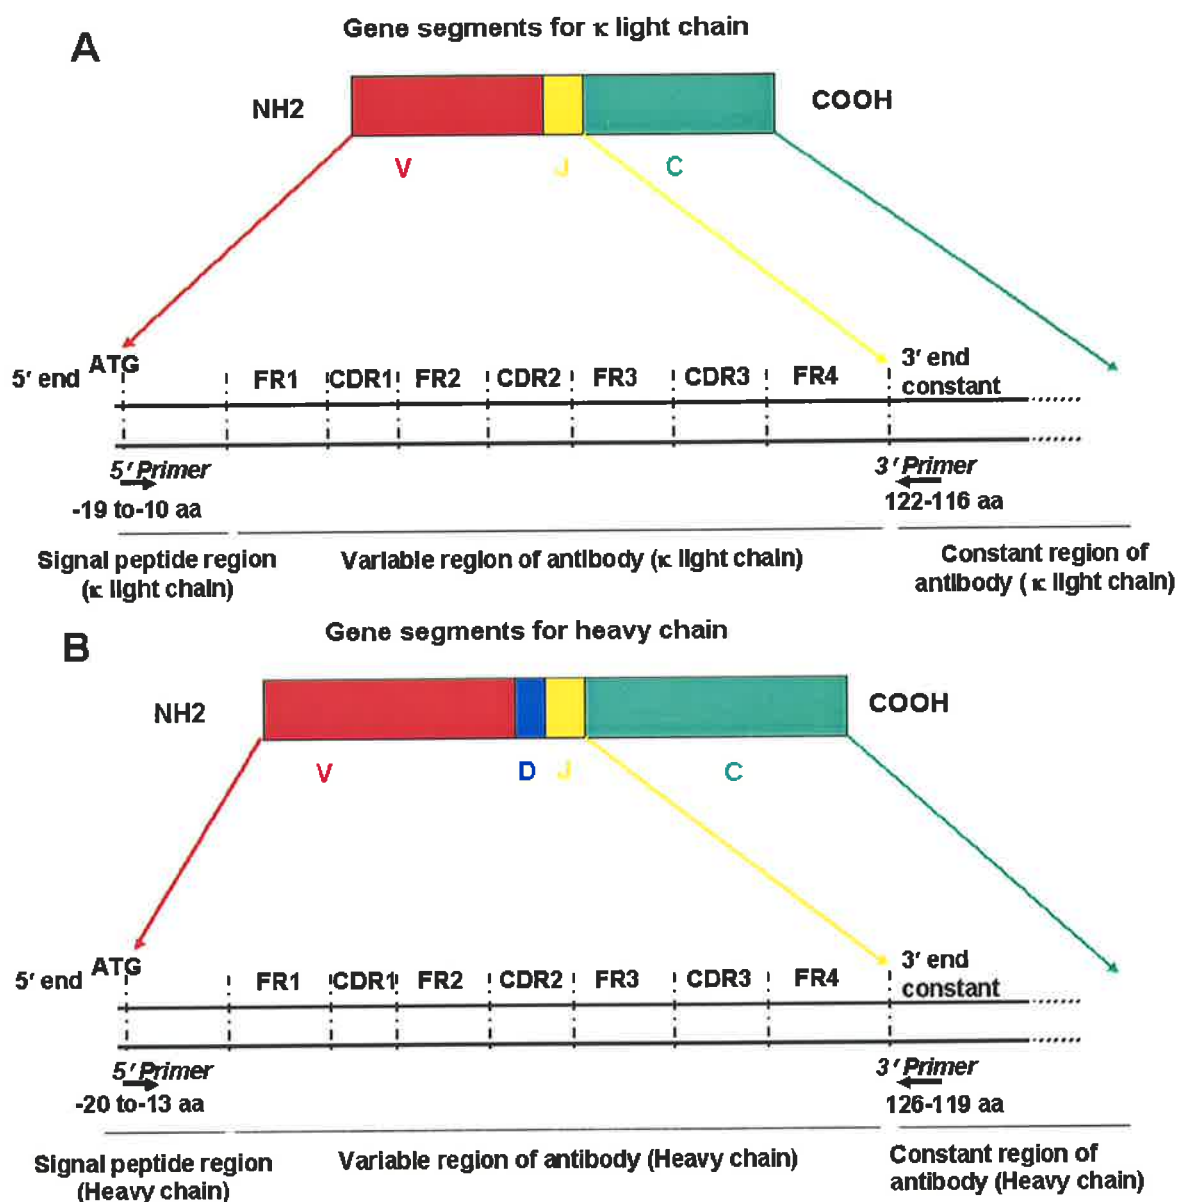 A
Gene segments for κ light chain
NH2
COOH
V
J
C
5' end
ATG
FR1
CDR1
FR2
CDR2
FR3
CDR3
FR4
3' end
constant
5' Primer
3' Primer
-19 to-10 aa
122-116 aa
Signal peptide region
(κ light chain)
Variable region of antibody (κ light chain)
Constant region of
antibody ( κ light chain)
B
Gene segments for heavy chain
NH2
COOH
V
D
J
C
5' end
ATG
FR1
CDR1
FR2
CDR2
FR3
CDR3
FR4
3' end
constant
5' Primer
3' Primer
-20 to-13 aa
126-119 aa
Signal peptide region
(Heavy chain)
Variable region of antibody (Heavy chain)
Constant region of
antibody (Heavy chain)